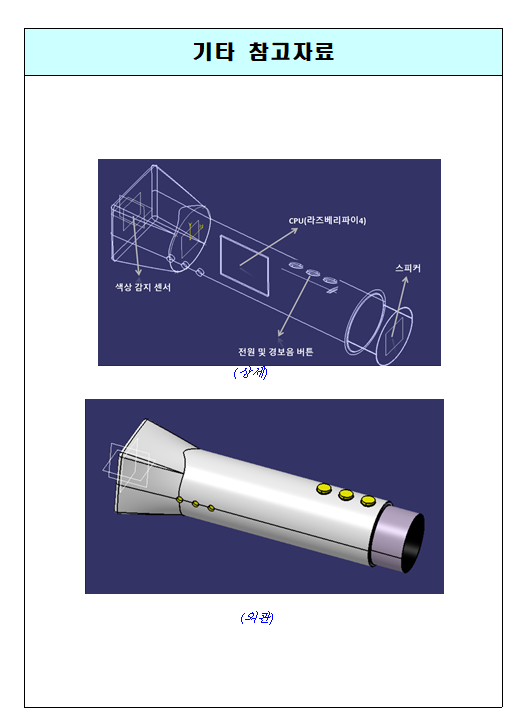 기타 참고자료
CPU(라즈베리파이4)
스피커
색상 감지 센서
전원 및 경보음 버튼
(상세)
(외관)